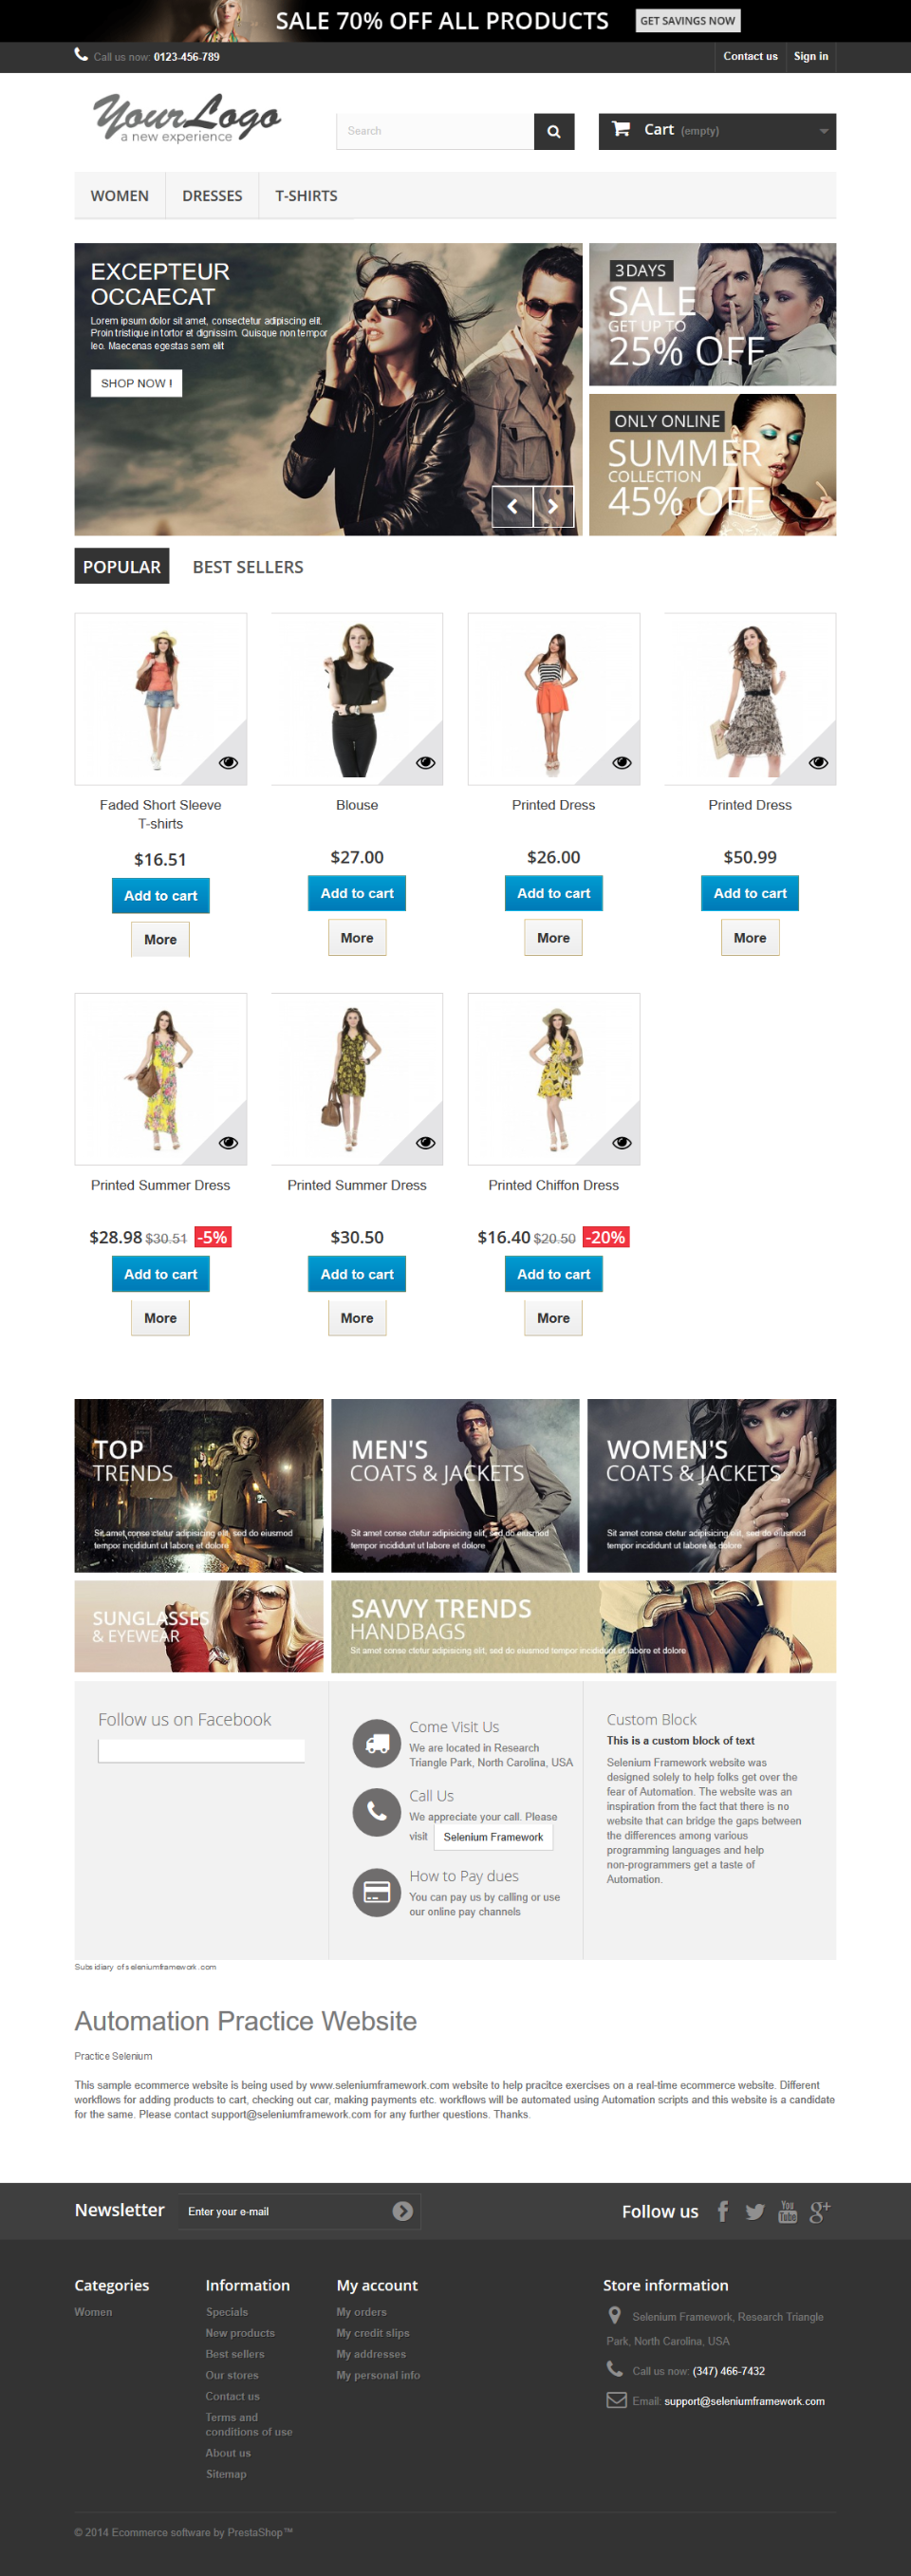 SALE 70% OFF ALL PRODUCTS GET SAVINGS NOW
Call us now: 0123-456-789
Contact us Sign in
Your Logo
a new experience
Search
Cart (empty)
WOMEN DRESSES T-SHIRTS
EXCEPTEUR
OCCAECAT
Lorem ipsum dolor sit amet, consectetur adipiscing elit.
Proin tristique in tortor et dignissim. Quisque non tempor
leo. Maecenas egestas sem elit
SHOP NOW !
3DAYS
SALE
GET UP TO
25% OFF
ONLY ONLINE
SUMMER
COLLECTION
45% OFF
POPULAR BEST SELLERS
Faded Short Sleeve
T-shirts
$16.51
Add to cart
More
Blouse
$27.00
Add to cart
More
Printed Dress
$26.00
Add to cart
More
Printed Dress
$50.99
Add to cart
More
Printed Summer Dress
$28.98 $30.51 -5%
Add to cart
More
Printed Summer Dress
$30.50
Add to cart
More
Printed Chiffon Dress
$16.40 $20.50 -20%
Add to cart
More
TOP
TRENDS
Sit amet conse ctetur adipisicing elit, sed do eiusmod
tempor incididunt ut labore et dolore
MEN'S
COATS & JACKETS
Sit amet conse ctetur adipisicing elit, sed do eiusmod
tempor incididunt ut labore et dolore
WOMEN'S
COATS & JACKETS
Sit amet conse ctetur adipisicing elit, sed do eiusmod
tempor incididunt ut labore et dolore
SUNGLASSES
& EYEWEAR
SAVVY TRENDS
HANDBAGS
Sit amet conse ctetur adipisicing elit, sed do eiusmod tempor incididunt ut labore et dolore
Follow us on Facebook
Come Visit Us
We are located in Research
Triangle Park, North Carolina, USA
Call Us
We appreciate your call. Please
visit Selenium Framework
How to Pay dues
You can pay us by calling or use
our online pay channels
Custom Block
This is a custom block of text
Selenium Framework website was
designed solely to help folks get over the
fear of Automation. The website was an
inspiration from the fact that there is no
website that can bridge the gaps between
the differences among various
programming languages and help
non-programmers get a taste of
Automation.
Subsidiary of seleniumframework.com
Automation Practice Website
Practice Selenium
This sample ecommerce website is being used by www.seleniumframework.com website to help pracitce exercises on a real-time ecommerce website. Different
workflows for adding products to cart, checking out car, making payments etc. workflows will be automated using Automation scripts and this website is a candidate
for the same. Please contact support@seleniumframework.com for any further questions. Thanks.
Newsletter Enter your e-mail
Follow us
You
Tube
g+
Categories
Women
Information
Specials
New products
Best sellers
Our stores
Contact us
Terms and
conditions of use
About us
Sitemap
My account
My orders
My credit slips
My addresses
My personal info
Store information
Selenium Framework, Research Triangle
Park, North Carolina, USA
Call us now: (347) 466-7432
Email: support@seleniumframework.com
© 2014 Ecommerce software by PrestaShop™